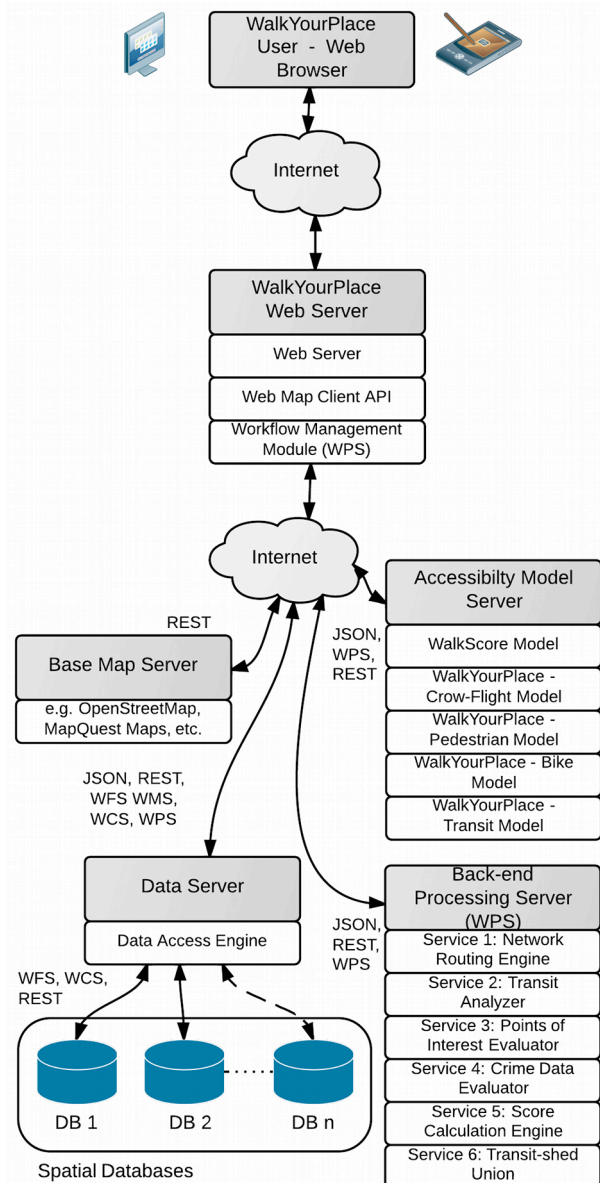 WalkYourPlace
User - Web
Browser
Internet
WalkYourPlace
Web Server
Web Server
Web Map Client API
Workflow Management
Module (WPS)
Internet
REST
Base Map Server
e.g. OpenStreetMap,
MapQuest Maps, etc.
JSON,
WPS,
REST
Accessibilty Model
Server
WalkScore Model
WalkYourPlace -
Crow-Flight Model
WalkYourPlace -
Pedestrian Model
WalkYourPlace - Bike
Model
WalkYourPlace -
Transit Model
JSON, REST,
WFS WMS,
WCS, WPS
Data Server
Data Access Engine
JSON,
REST,
WPS
Back-end
Processing Server
(WPS)
Service 1: Network
Routing Engine
Service 2: Transit
Analyzer
Service 3: Points of
Interest Evaluator
Service 4: Crime Data
Evaluator
Service 5: Score
Calculation Engine
Service 6: Transit-shed
Union
WFS, WCS,
REST
DB 1
DB 2
DB n
Spatial Databases